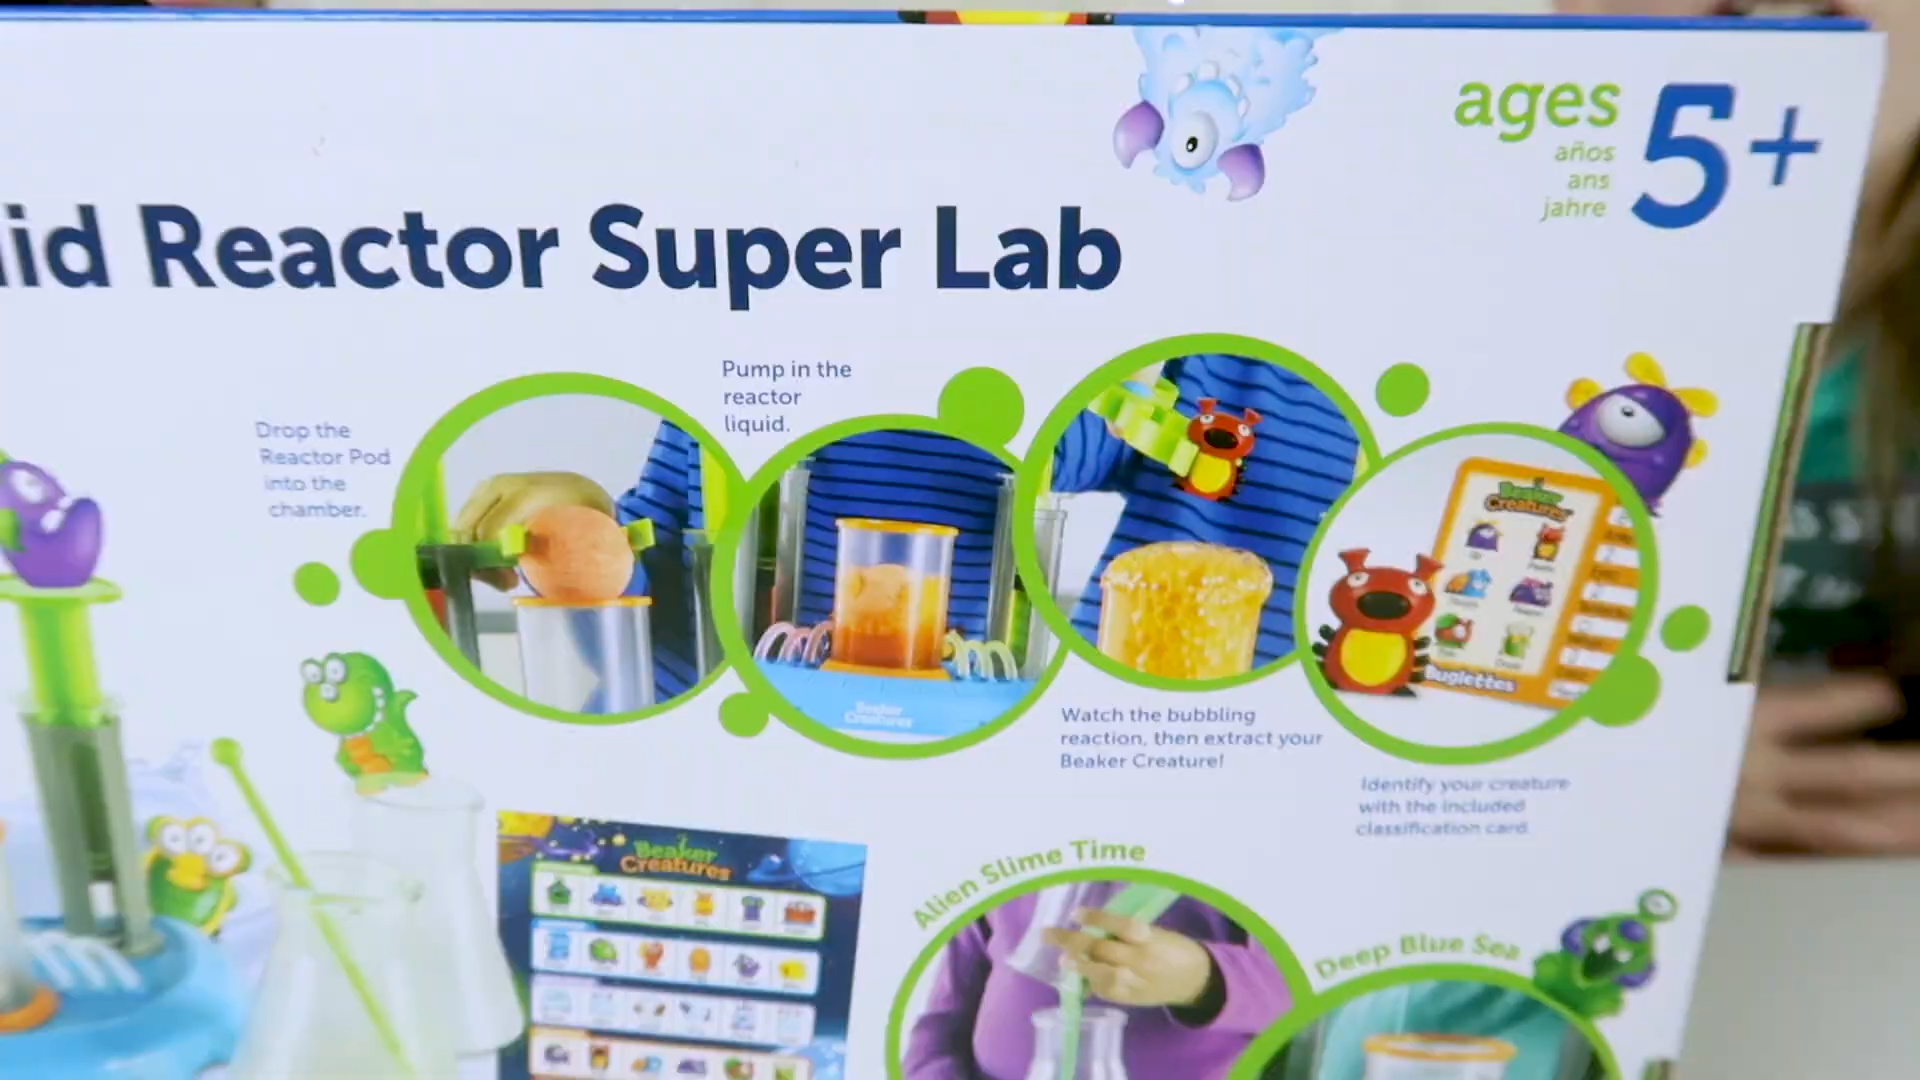 ages 5+
años
ans
jahre
Reactor Super Lab
Drop the
Reactor Pod
into the
chamber.
Pump in the
reactor
liquid.
Beaker
Creatures
Watch the bubbling
reaction, then extract your
Beaker Creature!
Beaker
Creatures
Buglettes
Identify your creature
with the included
classification card.
Beaker
Creatures
Alien Slime Time
Deep Blue Sea